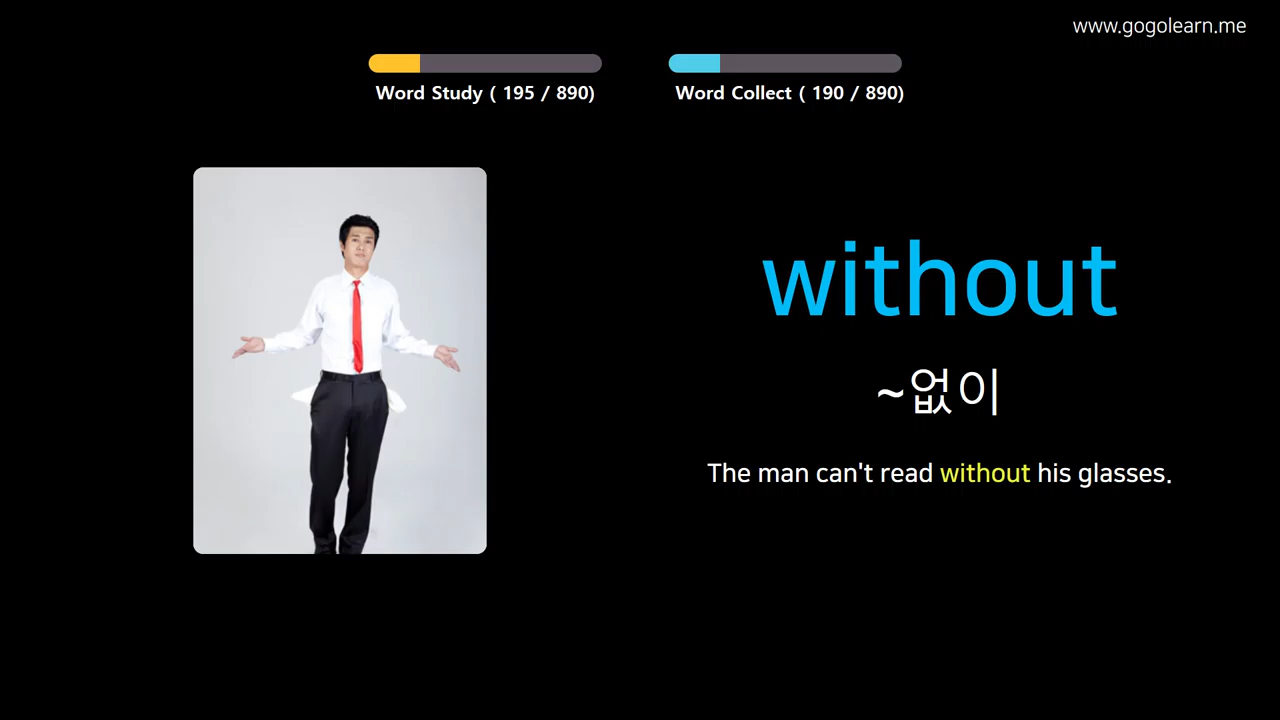 www.gogolearn.me
Word Study ( 195 / 890)
Word Collect ( 190 / 890)
without
~없이
The man can't read without his glasses.